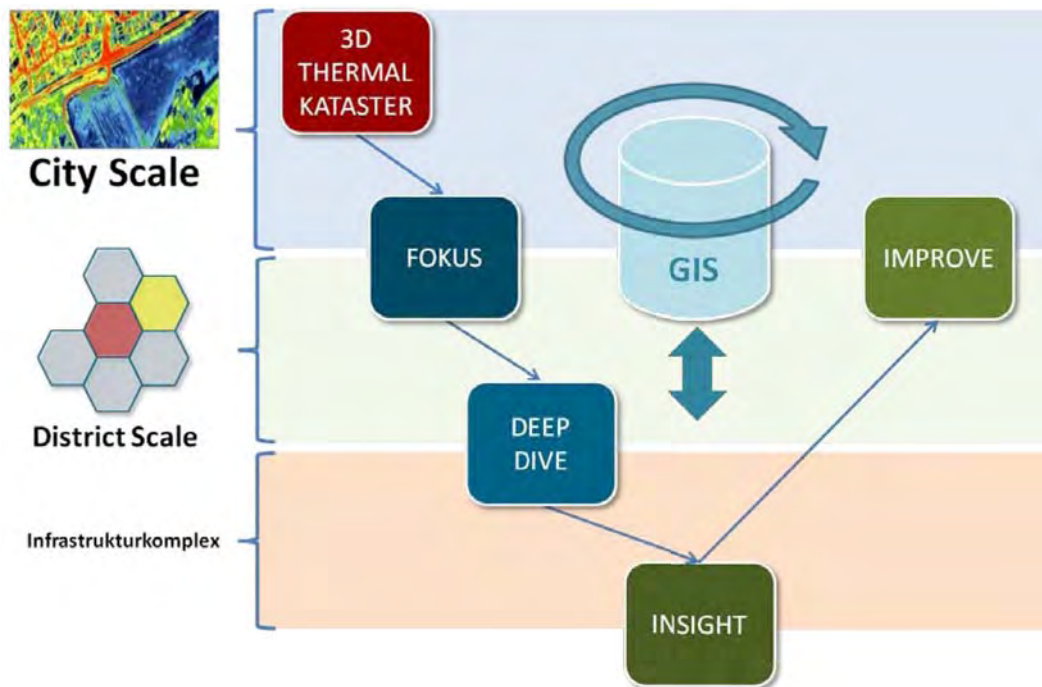 3D
THERMAL
KATASTER
City Scale
FOKUS
GIS
IMPROVE
DEEP
DIVE
District Scale
Infrastrukturkomplex
INSIGHT